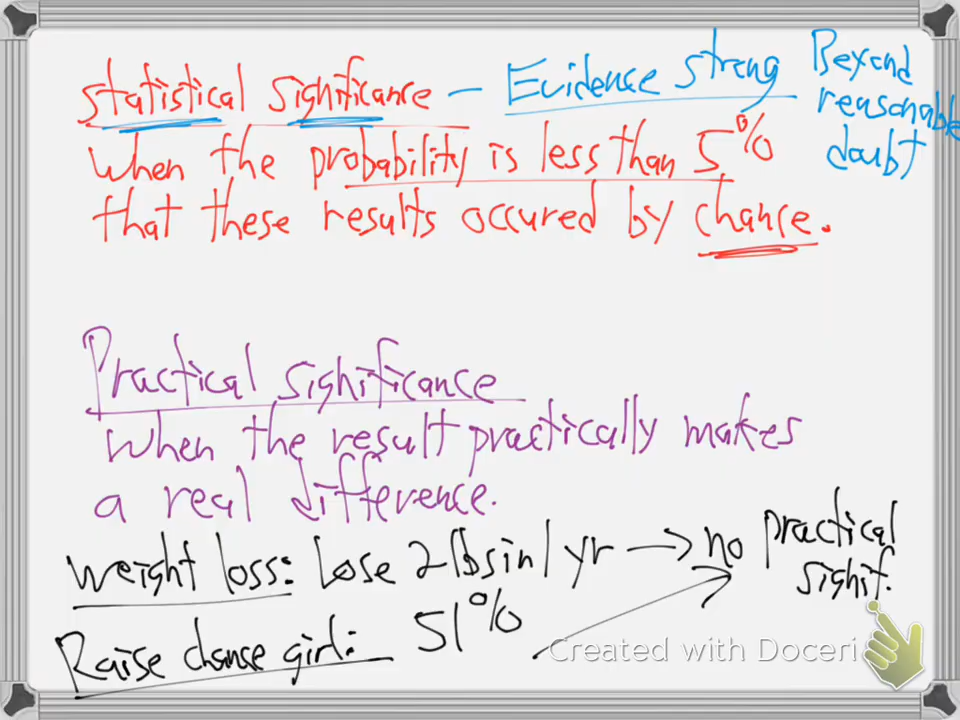 statistical significance - Evidence strong Beyond
reasonable
doubt
when the probability is less than 5%
that these results occured by chance.
Practical significance
when the result practically makes
a real difference.
weight loss: Lose 2 lbs in 1 yr → no practical
signif.
Raise chance girl: 51%
Created with Doceri